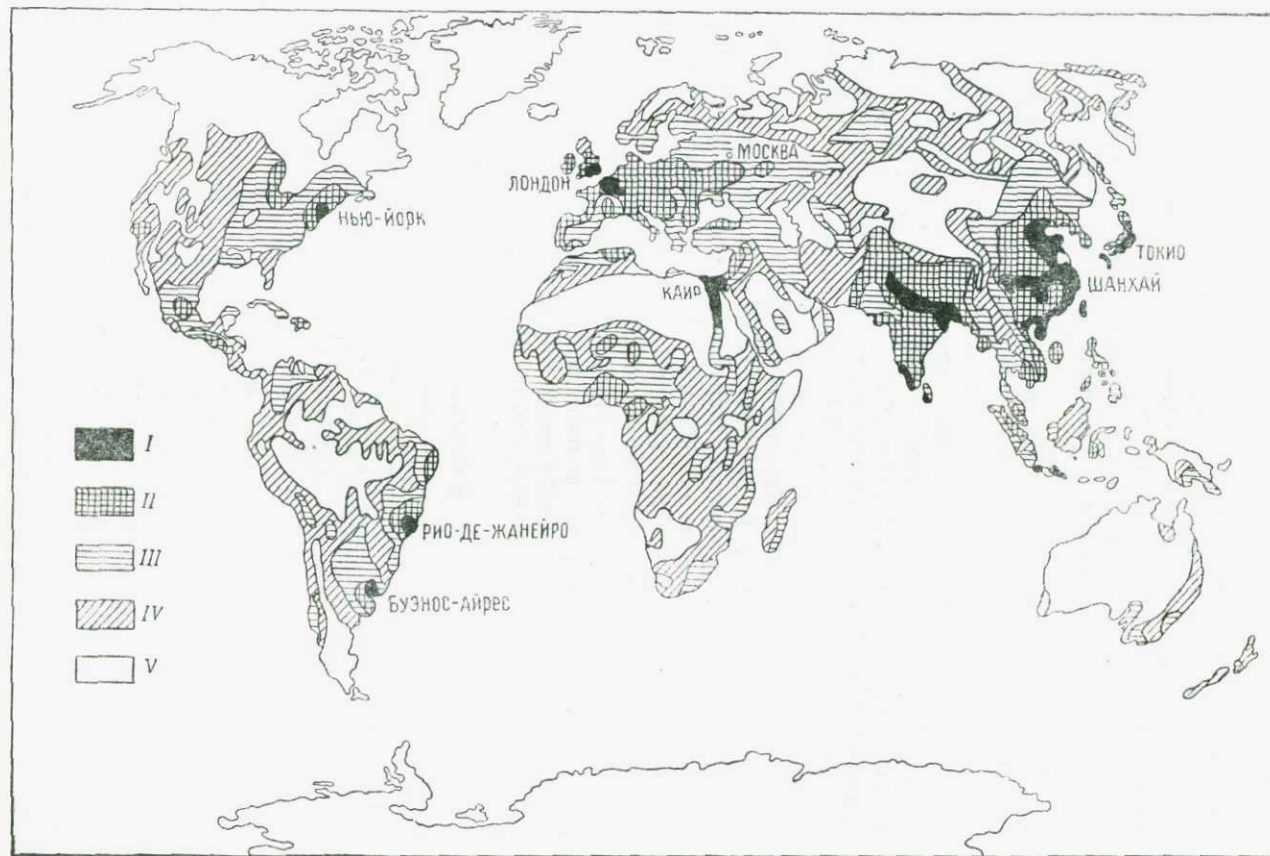 МОСКВА
ЛОНДОН
НЬЮ-ЙОРК
ТОКИО
КАИР
ШАНХАЙ
I
II
РИО-ДЕ-ЖАНЕЙРО
III
БУЭНОС-АЙРЕС
IV
V